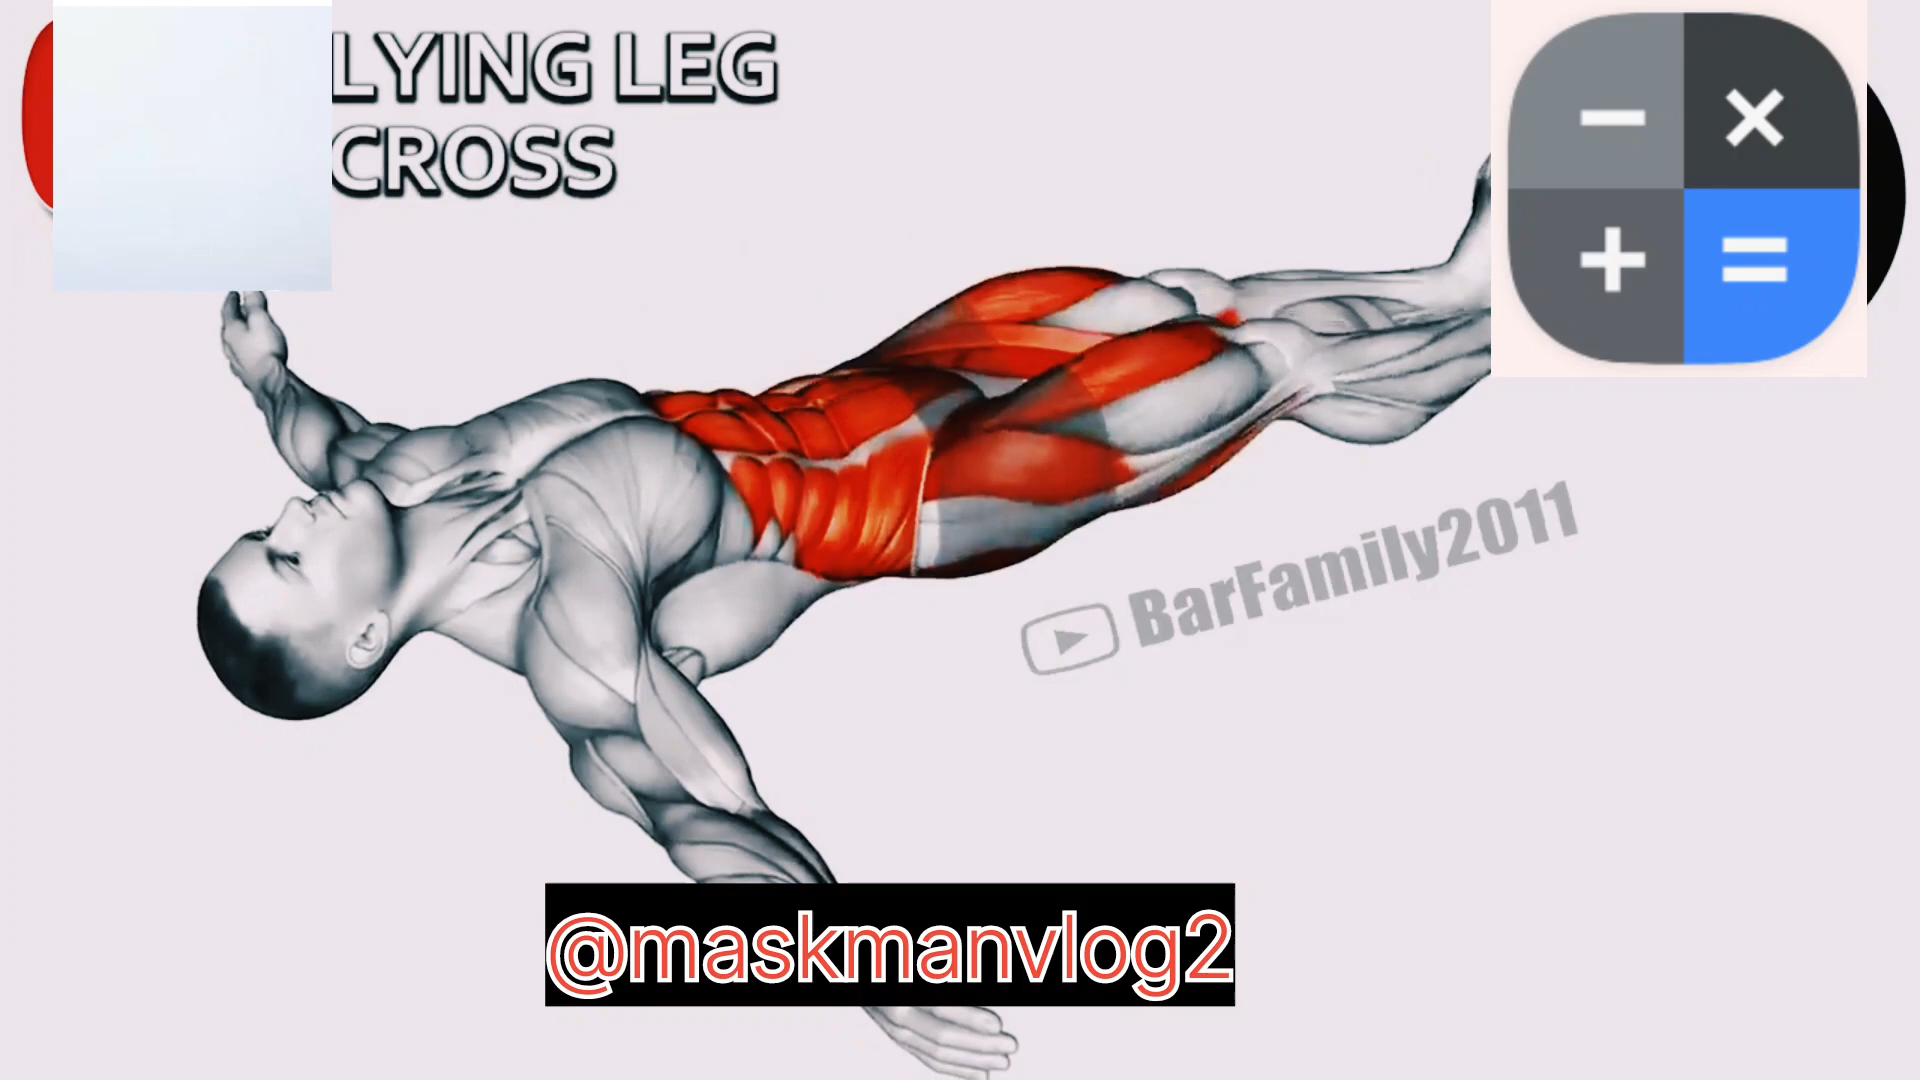 LYING LEG
CROSS
− ×
+ =
BarFamily2011
@maskmanvlog2